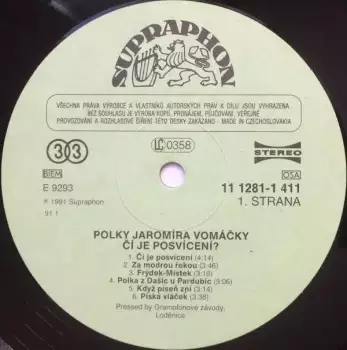 SUPRAPHON
VŠECHNA PRÁVA VÝROBCE A VLASTNÍKŮ AUTORSKÝCH PRÁV K DÍLU JSOU VYHRAZENA.
BEZ SOUHLASU JE VÝROBA KOPIÍ, PRONÁJEM, PŮJČOVÁNÍ, VEŘEJNÉ
PROVOZOVÁNÍ A ROZHLASOVÉ ŠÍŘENÍ TÉTO DESKY ZAKÁZÁNO - MADE IN CZECHOSLOVAKIA
33
LC 0358
STEREO
BIEM
OSA
E 9293
11 1281-1 411
℗ 1991 Supraphon
1. STRANA
91 1
POLKY JAROMÍRA VOMÁČKY
ČÍ JE POSVÍCENÍ?
1. Čí je posvícení (4:14)
2. Za modrou řekou (3:46)
3. Frýdek-Místek (3:18)
4. Polka z Dašic u Pardubic (3:06)
5. Když píseň zní (3:14)
6. Píská vláček (3:38)
Pressed by Gramofonové závody,
Loděnice